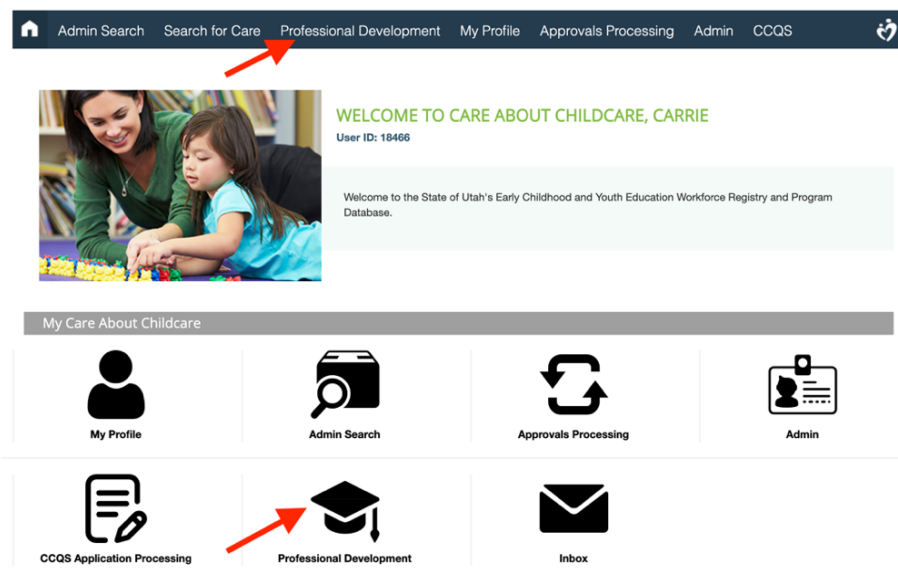 Admin Search Search for Care Professional Development My Profile Approvals Processing Admin CCQS
WELCOME TO CARE ABOUT CHILDCARE, CARRIE
User ID: 18466
Welcome to the State of Utah's Early Childhood and Youth Education Workforce Registry and Program
Database.
My Care About Childcare
My Profile Admin Search Approvals Processing Admin
CCQS Application Processing Professional Development Inbox